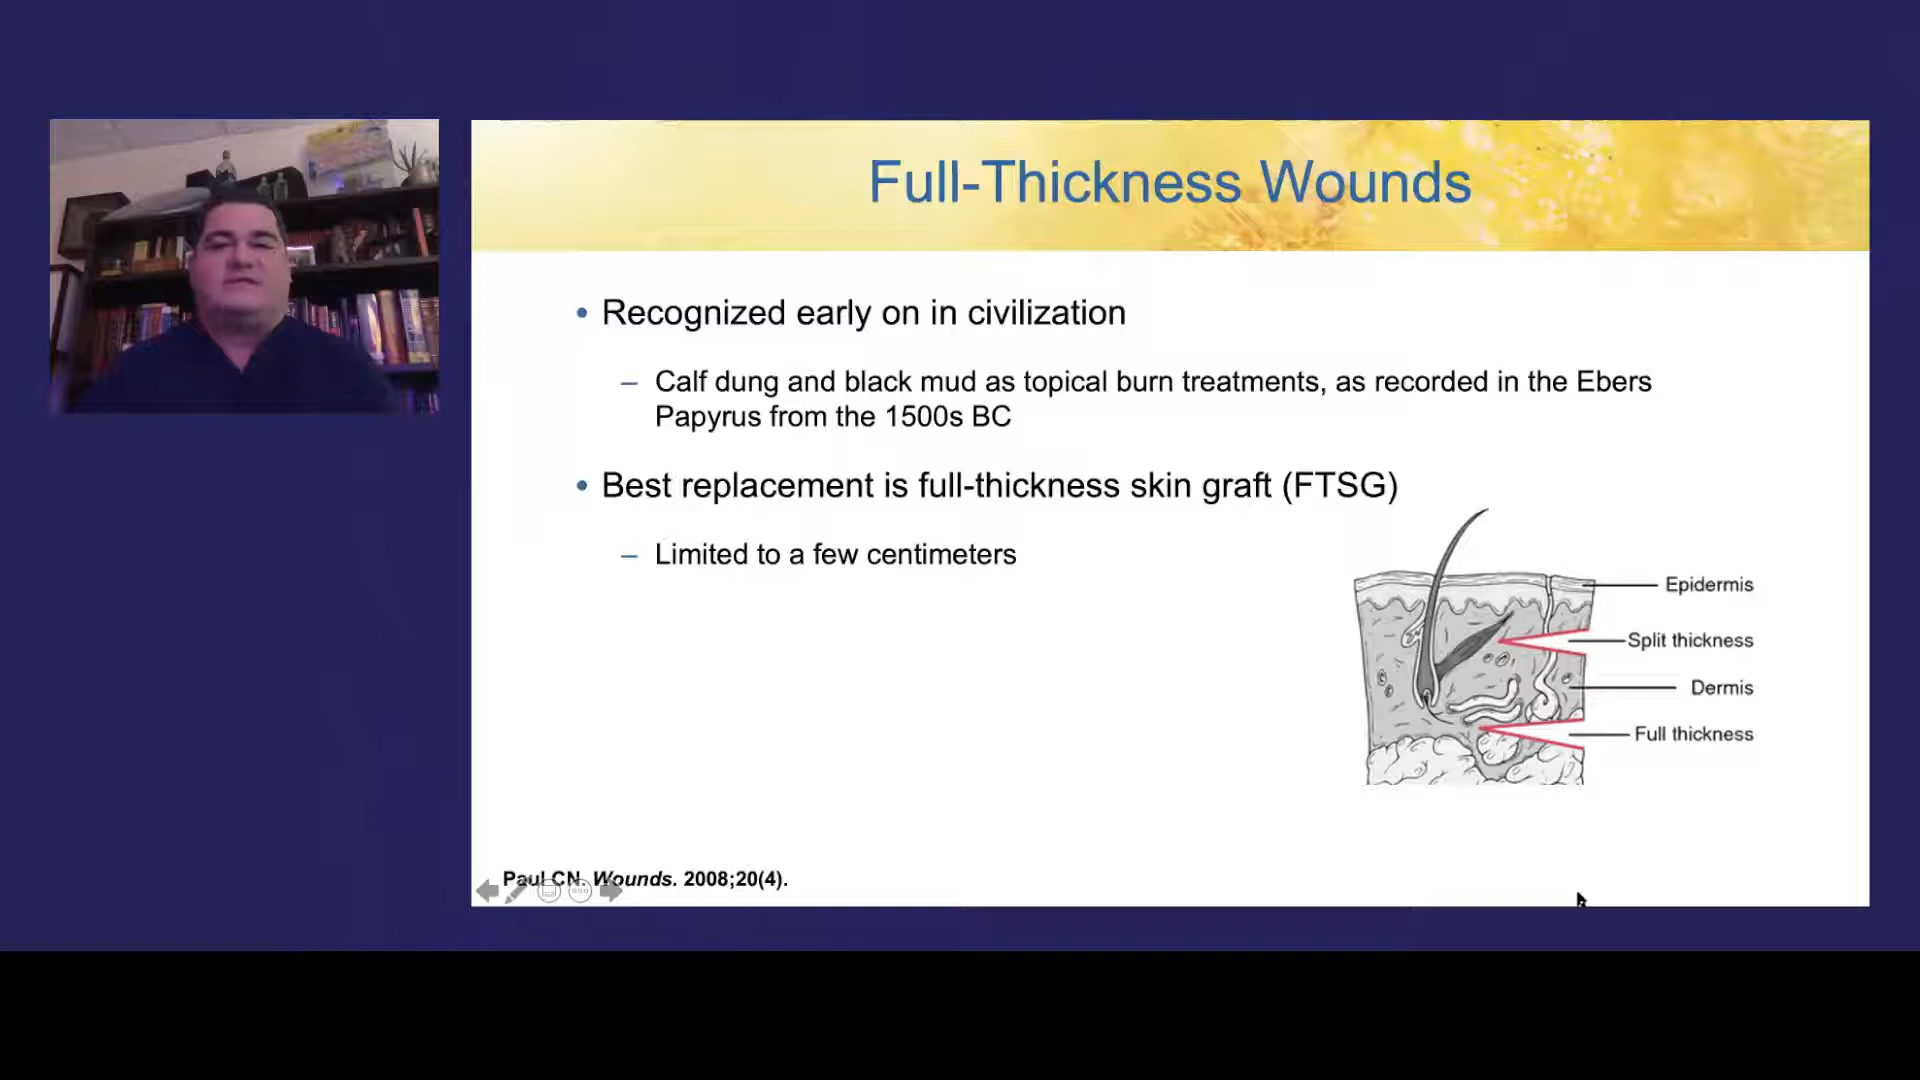 Full-Thickness Wounds
• Recognized early on in civilization
– Calf dung and black mud as topical burn treatments, as recorded in the Ebers
Papyrus from the 1500s BC
• Best replacement is full-thickness skin graft (FTSG)
– Limited to a few centimeters
Epidermis
Split thickness
Dermis
Full thickness
Paul CN. Wounds. 2008;20(4).